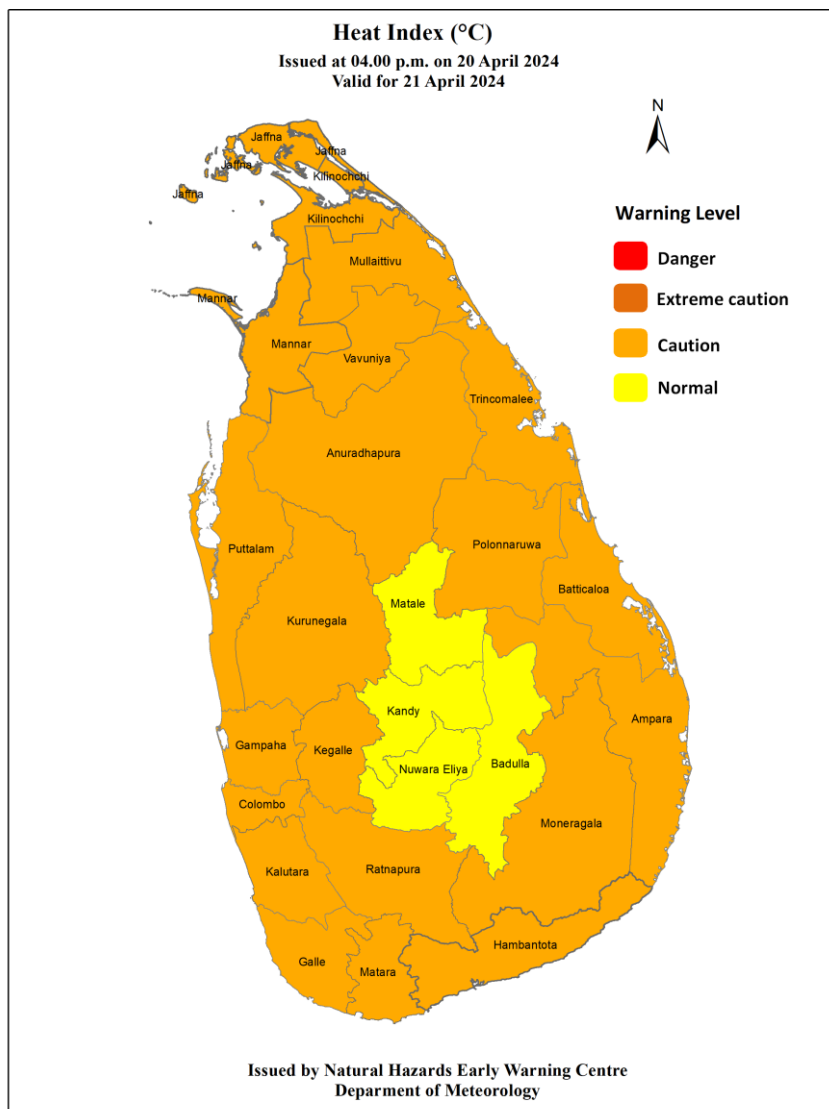 Heat Index (°C)
Issued at 04.00 p.m. on 20 April 2024
Valid for 21 April 2024
N
Warning Level
Danger
Extreme caution
Caution
Normal
Jaffna
Jaffna
Jaffna
Kilinochchi
Jaffna
Kilinochchi
Mullaittivu
Mannar
Mannar
Vavuniya
Trincomalee
Anuradhapura
Puttalam
Polonnaruwa
Batticaloa
Matale
Kurunegala
Kandy
Ampara
Gampaha
Kegalle
Nuwara Eliya
Badulla
Colombo
Moneragala
Kalutara
Ratnapura
Hambantota
Galle
Matara
Issued by Natural Hazards Early Warning Centre
Deparment of Meteorology